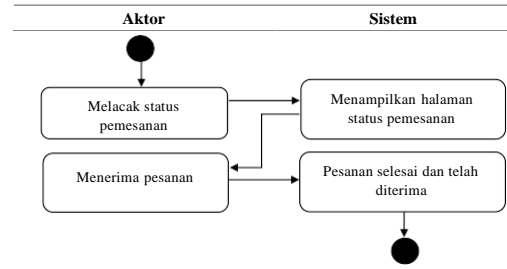 Aktor
Sistem
Melacak status
pemesanan
Menampilkan halaman
status pemesanan
Menerima pesanan
Pesanan selesai dan telah
diterima